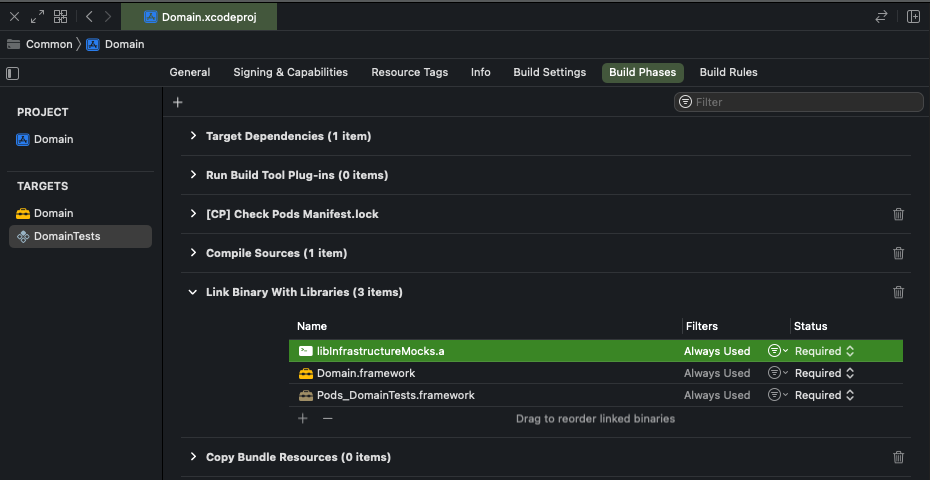 Domain.xcodeproj
Common
Domain
General
Signing & Capabilities
Resource Tags
Info
Build Settings
Build Phases
Build Rules
PROJECT
Domain
TARGETS
Domain
DomainTests
Filter
Target Dependencies (1 item)
Run Build Tool Plug-ins (0 items)
[CP] Check Pods Manifest.lock
Compile Sources (1 item)
Link Binary With Libraries (3 items)
Name Filters Status
libInfrastructureMocks.a Always Used Required
Domain.framework Always Used Required
Pods_DomainTests.framework Always Used Required
Drag to reorder linked binaries
Copy Bundle Resources (0 items)